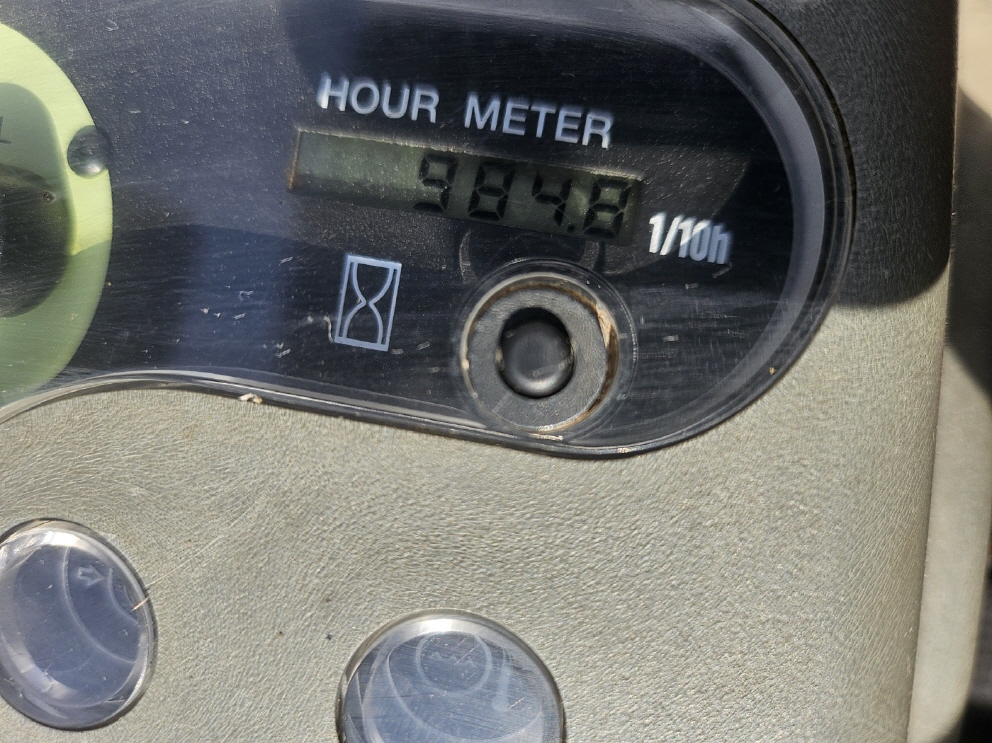 HOUR METER
984.8
1/10h
L